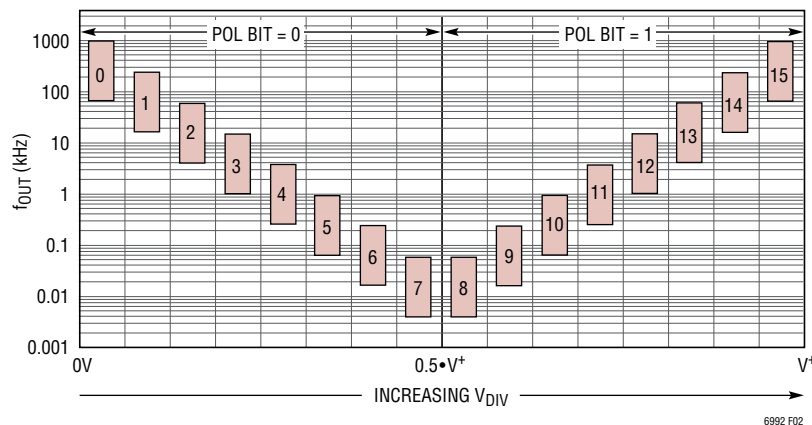 POL BIT = 0
POL BIT = 1
1000
100
10
1
0.1
0.01
0.001
fOUT (kHz)
0
1
2
3
4
5
6
7
8
9
10
11
12
13
14
15
0V
0.5•V+
V+
INCREASING VDIV
6992 F02